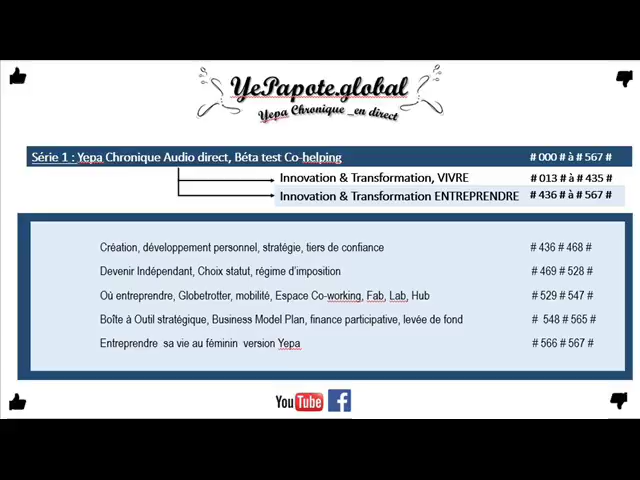 YePapote.global
Yepa Chronique _en direct
Série 1 : Yepa Chronique Audio direct, Béta test Co-helping # 000 # à # 567 #
Innovation & Transformation, VIVRE # 013 # à # 435 #
Innovation & Transformation ENTREPRENDRE # 436 # à # 567 #
Création, développement personnel, stratégie, tiers de confiance # 436 # 468 #
Devenir Indépendant, Choix statut, régime d'imposition # 469 # 528 #
Où entreprendre, Globetrotter, mobilité, Espace Co-working, Fab, Lab, Hub # 529 # 547 #
Boîte à Outil stratégique, Business Model Plan, finance participative, levée de fond # 548 # 565 #
Entreprendre sa vie au féminin version Yepa # 566 # 567 #
YouTube f